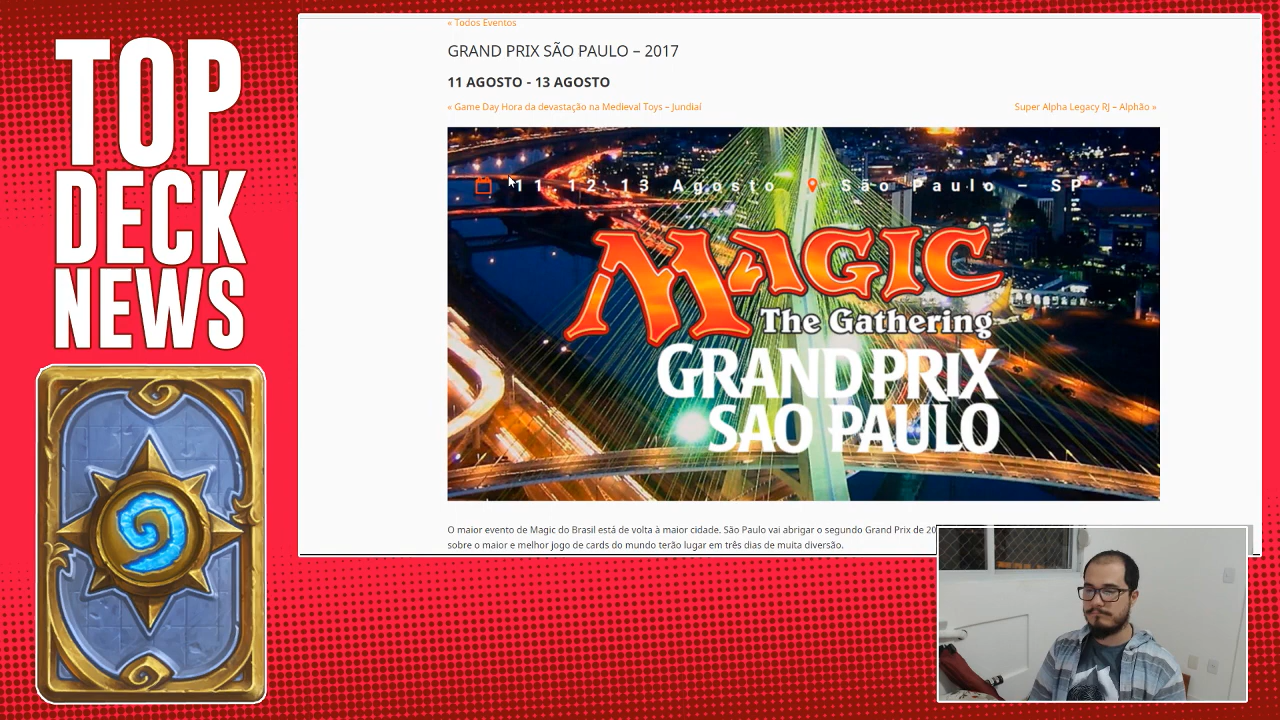 TOP
DECK
NEWS
« Todos Eventos
GRAND PRIX SÃO PAULO – 2017
11 AGOSTO - 13 AGOSTO
« Game Day Hora da devastação na Medieval Toys – Jundiaí
Super Alpha Legacy RJ – Alphão »
11.12.13 Agosto São Paulo – SP
MAGIC
The Gathering
GRAND PRIX
SAO PAULO
O maior evento de Magic do Brasil está de volta à maior cidade. São Paulo vai abrigar o segundo Grand Prix de 20
sobre o maior e melhor jogo de cards do mundo terão lugar em três dias de muita diversão.